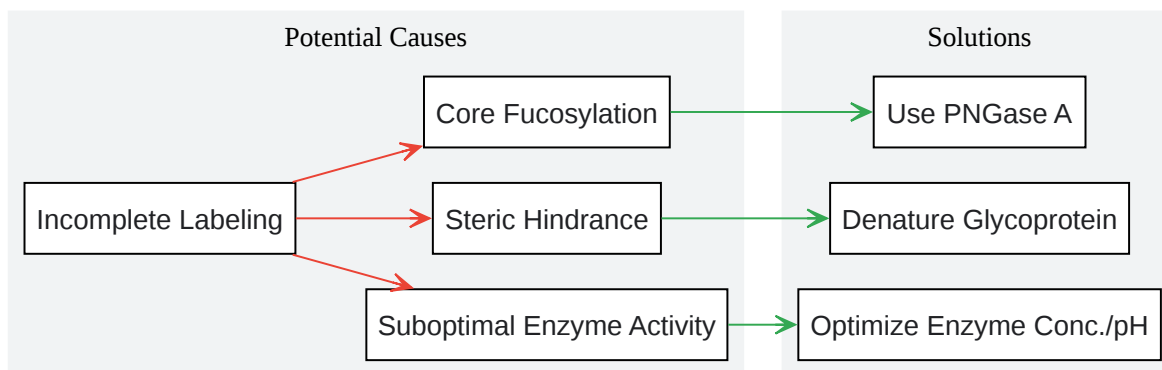 Potential Causes
Solutions
Core Fucosylation
Use PNGase A
Incomplete Labeling
Steric Hindrance
Denature Glycoprotein
Suboptimal Enzyme Activity
Optimize Enzyme Conc./pH